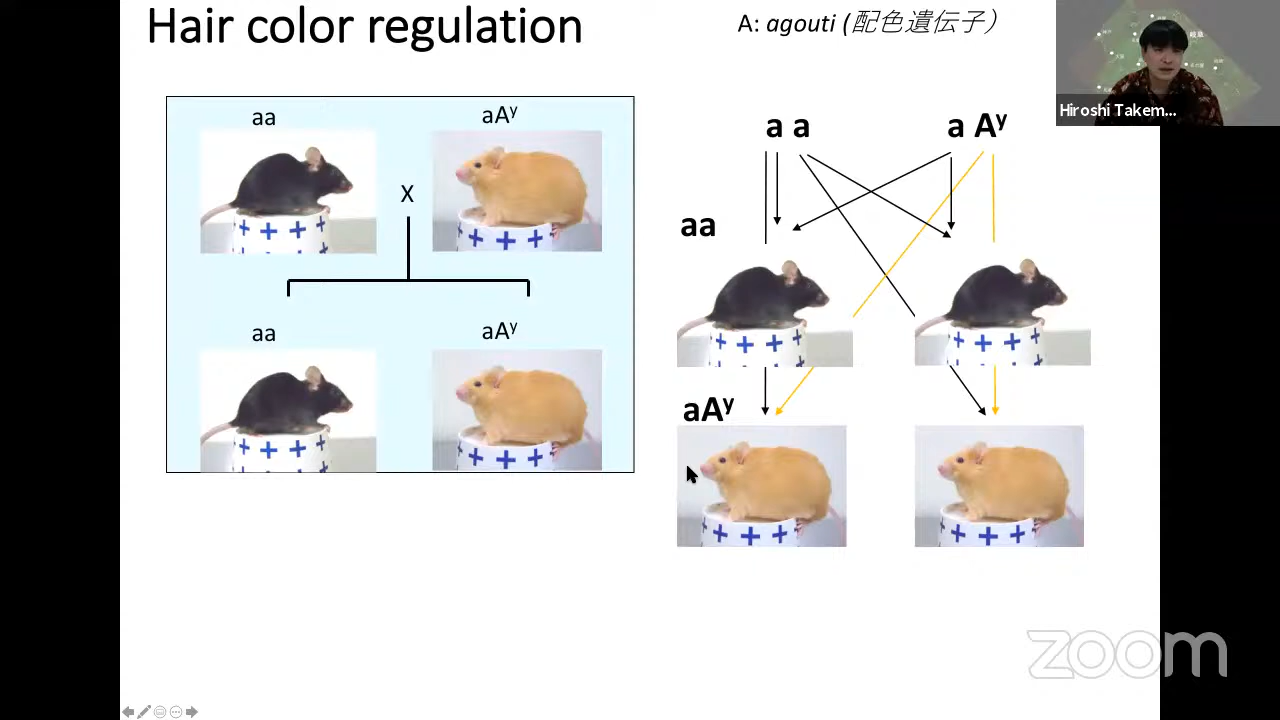 Hair color regulation
A: agouti (配色遺伝子）
Hiroshi Takem...
aa
aAʸ
X
aa
aAʸ
a a
a Aʸ
aa
aAʸ
zoom